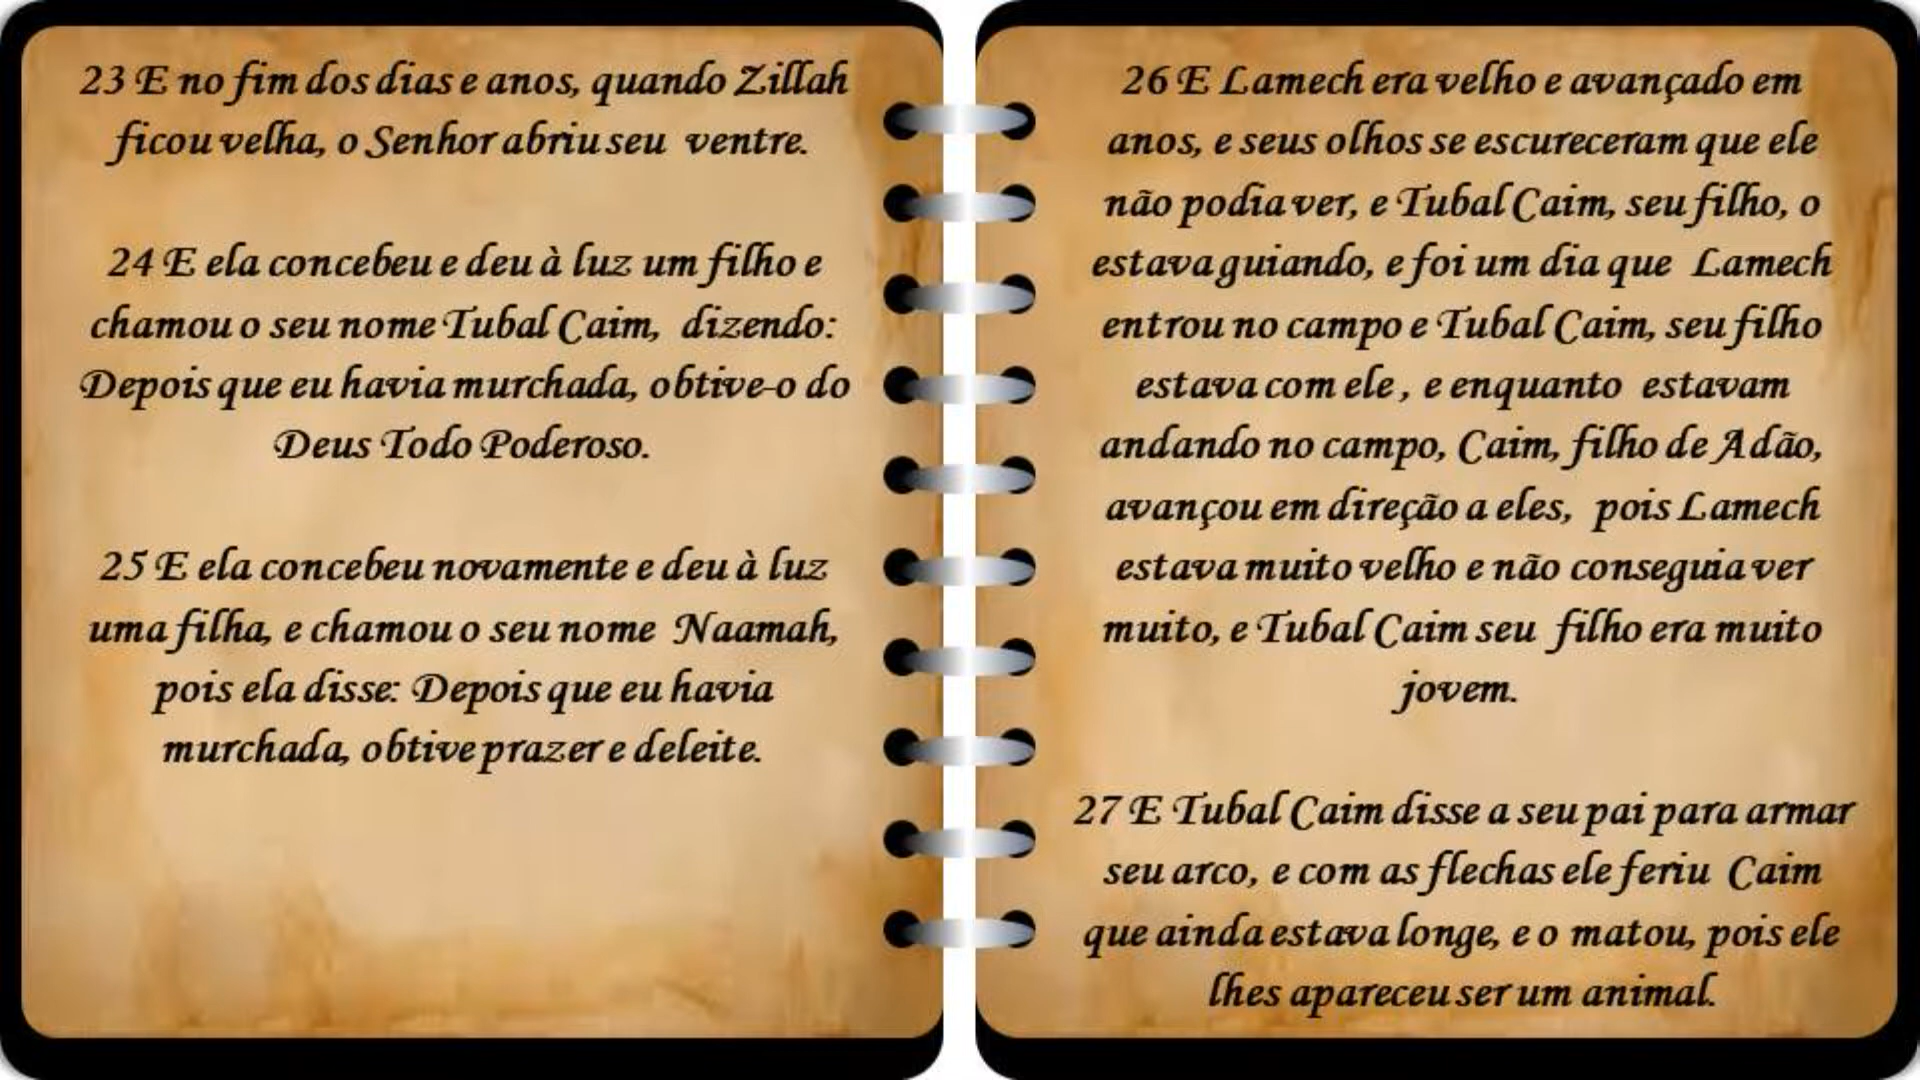 23 E no fim dos dias e anos, quando Zillah
ficou velha, o Senhor abriu seu ventre.
24 E ela concebeu e deu à luz um filho e
chamou o seu nome Tubal Caim, dizendo:
Depois que eu havia murchada, obtive-o do
Deus Todo Poderoso.
25 E ela concebeu novamente e deu à luz
uma filha, e chamou o seu nome Naamah,
pois ela disse: Depois que eu havia
murchada, obtive prazer e deleite.
26 E Lamech era velho e avançado em
anos, e seus olhos se escureceram que ele
não podia ver, e Tubal Caim, seu filho, o
estava guiando, e foi um dia que Lamech
entrou no campo e Tubal Caim, seu filho
estava com ele , e enquanto estavam
andando no campo, Caim, filho de Adão,
avançou em direção a eles, pois Lamech
estava muito velho e não conseguia ver
muito, e Tubal Caim seu filho era muito
jovem.
27 E Tubal Caim disse a seu pai para armar
seu arco, e com as flechas ele feriu Caim
que ainda estava longe, e o matou, pois ele
lhes apareceu ser um animal.